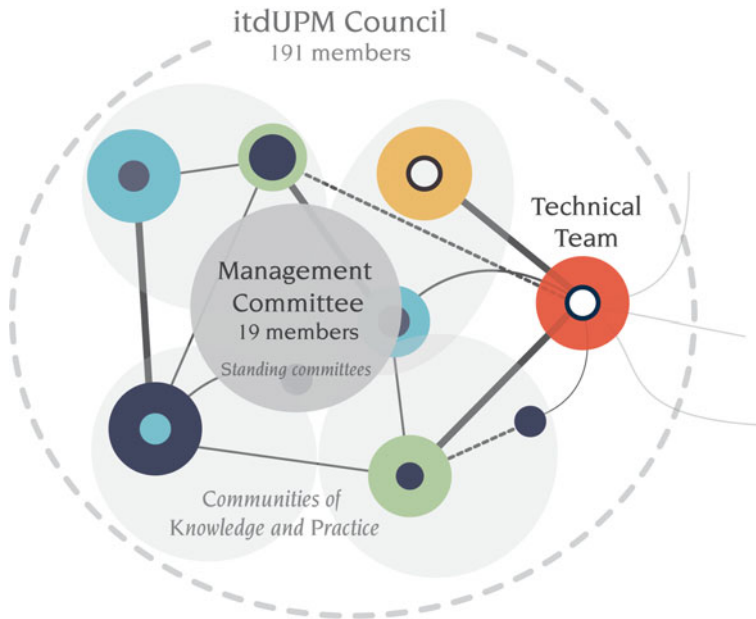 itdUPM Council
191 members
Technical
Team
Management
Committee
19 members
Standing committees
Communities of
Knowledge and Practice